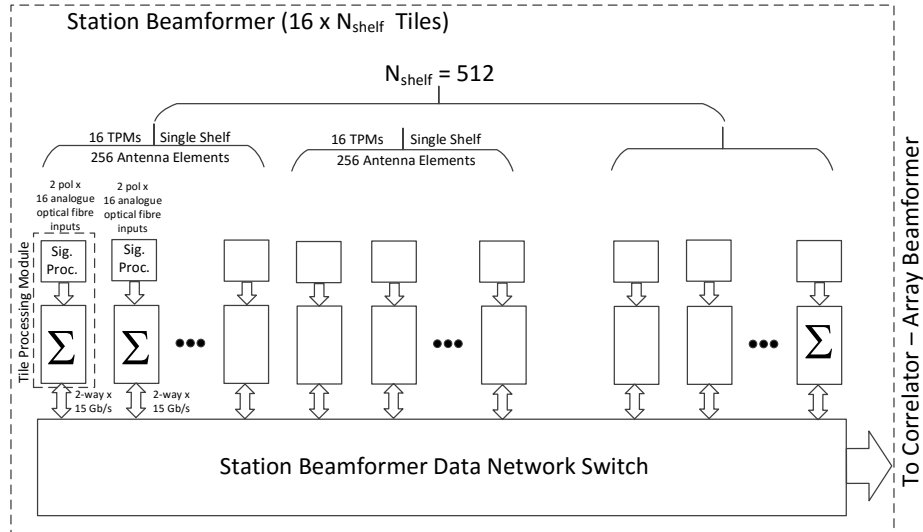 Station Beamformer (16 x Nshelf Tiles)
Nshelf = 512
16 TPMs Single Shelf
256 Antenna Elements
16 TPMs Single Shelf
256 Antenna Elements
2 pol x
16 analogue
optical fibre
inputs
2 pol x
16 analogue
optical fibre
inputs
Tile Processing Module
Sig.
Proc.
Sig.
Proc.
Σ
Σ
•••
•••
•••
Σ
2-way x
15 Gb/s
2-way x
15 Gb/s
Station Beamformer Data Network Switch
To Correlator – Array Beamformer